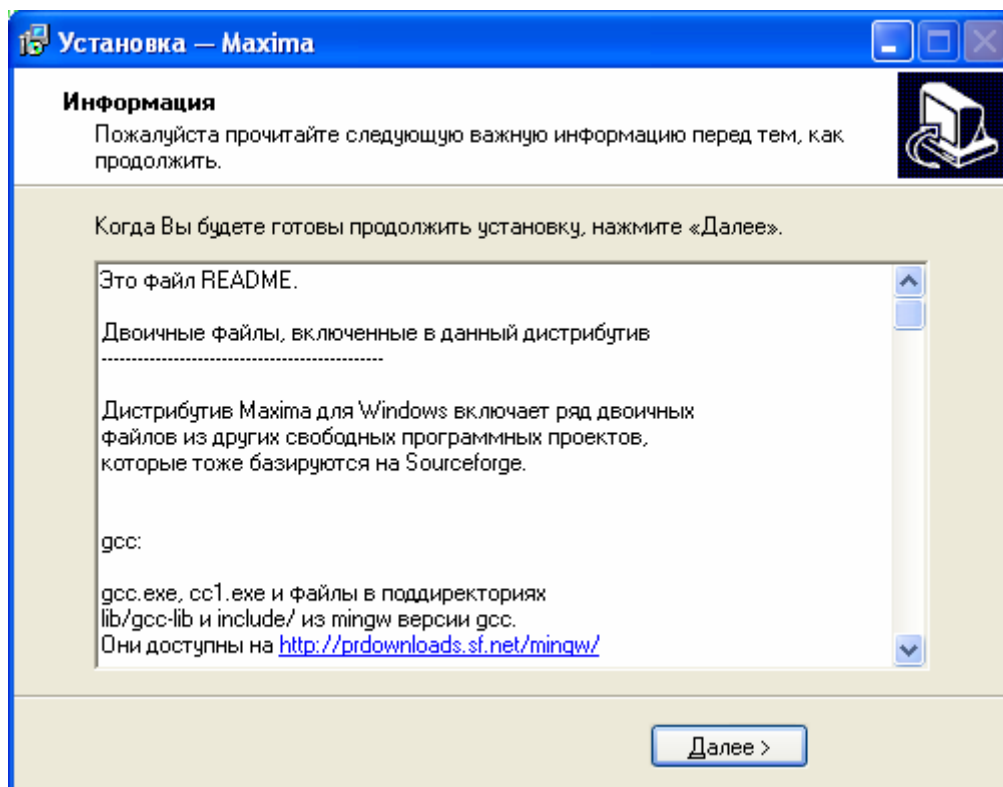 Установка — Maxima
Информация
Пожалуйста прочитайте следующую важную информацию перед тем, как
продолжить.
Когда Вы будете готовы продолжить установку, нажмите «Далее».
Это файл README.
Двоичные файлы, включенные в данный дистрибутив
-----------------------------------------------
Дистрибутив Maxima для Windows включает ряд двоичных
файлов из других свободных программных проектов,
которые тоже базируются на Sourceforge.
gcc:
gcc.exe, cc1.exe и файлы в поддиректориях
lib/gcc-lib и include/ из mingw версии gcc.
Они доступны на http://prdownloads.sf.net/mingw/
Далее >